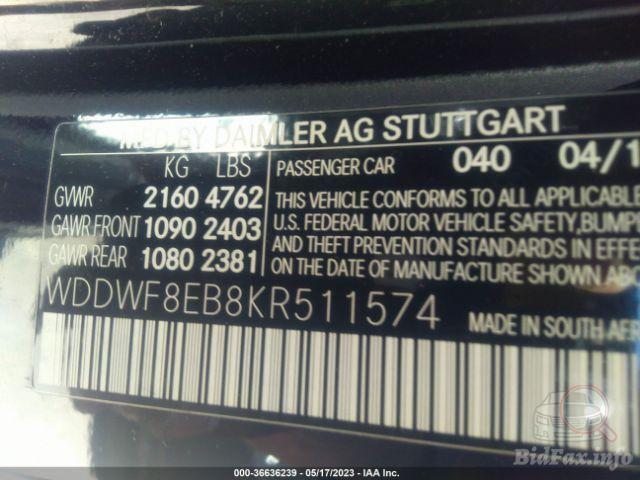 MFD BY DAIMLER AG STUTTGART
KG LBS
GVWR 2160 4762
GAWR FRONT 1090 2403
GAWR REAR 1080 2381
PASSENGER CAR 040 04/1
THIS VEHICLE CONFORMS TO ALL APPLICABLE
U.S. FEDERAL MOTOR VEHICLE SAFETY, BUMP
AND THEFT PREVENTION STANDARDS IN EFFE
ON THE DATE OF MANUFACTURE SHOWN ABO
WDDWF8EB8KR511574
MADE IN SOUTH AFR
000-36636239 - 05/17/2023 - IAA Inc.
BidFax.info